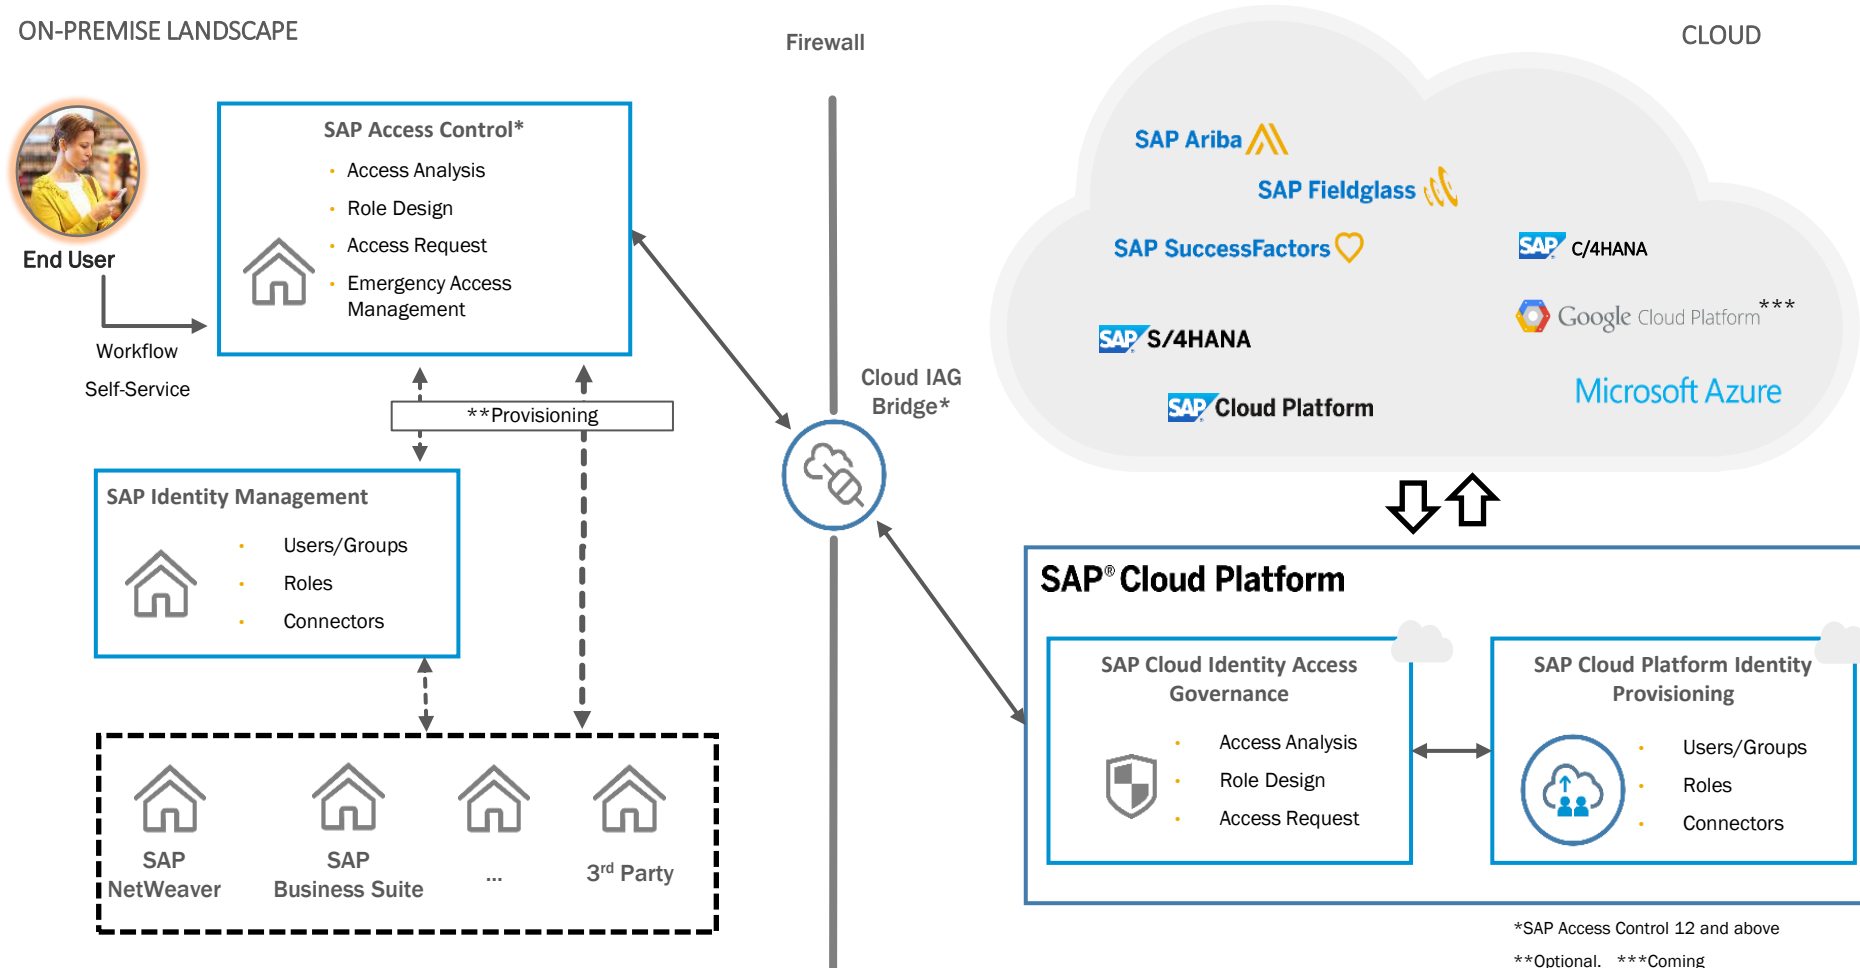 ON-PREMISE LANDSCAPE
Firewall
CLOUD
End User
Workflow
Self-Service
SAP Access Control*
• Access Analysis
• Role Design
• Access Request
• Emergency Access
Management
**Provisioning
SAP Identity Management
• Users/Groups
• Roles
• Connectors
SAP
NetWeaver
SAP
Business Suite
...
3rd Party
Cloud IAG
Bridge*
SAP Ariba
SAP Fieldglass
SAP SuccessFactors
SAP® C/4HANA
Google Cloud Platform***
SAP® S/4HANA
Microsoft Azure
SAP® Cloud Platform
SAP® Cloud Platform
SAP Cloud Identity Access
Governance
• Access Analysis
• Role Design
• Access Request
SAP Cloud Platform Identity
Provisioning
• Users/Groups
• Roles
• Connectors
*SAP Access Control 12 and above
**Optional. ***Coming